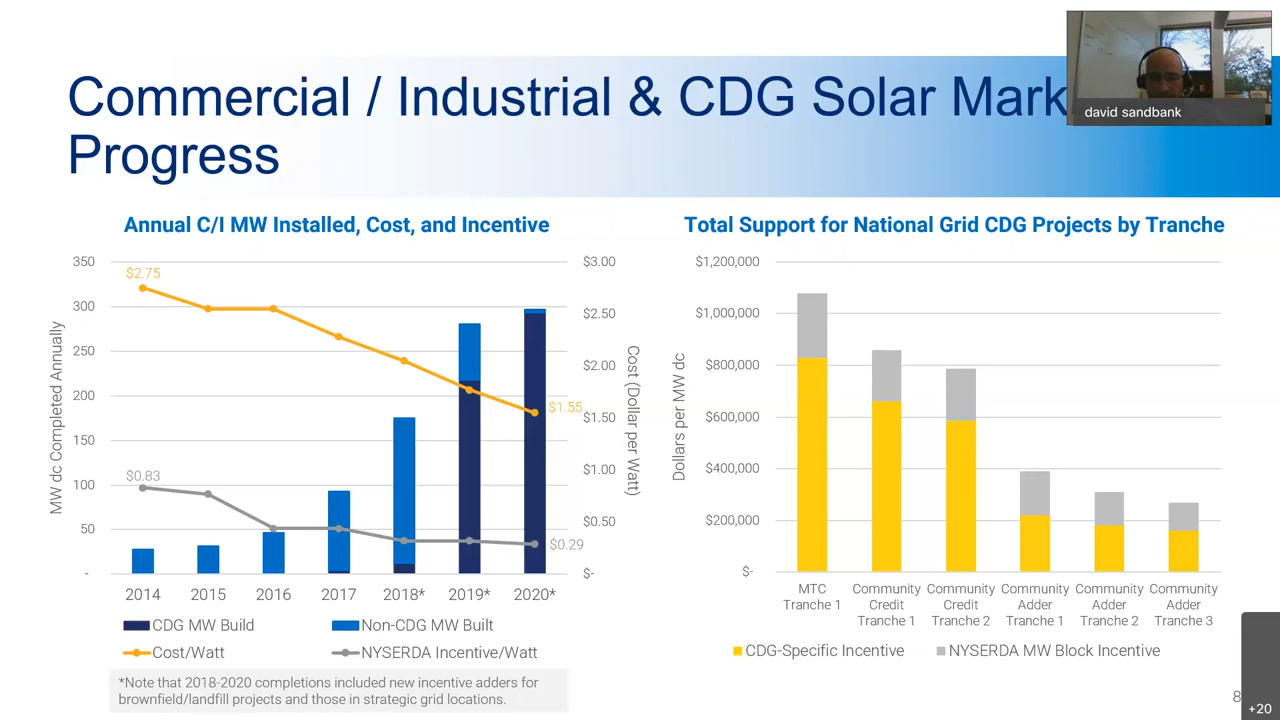 Commercial / Industrial & CDG Solar Mark
Progress
david sandbank
Annual C/I MW Installed, Cost, and Incentive
MW dc Completed Annually
350
300
250
200
150
100
50
-
$2.75
$0.83
$1.55
$0.29
$3.00
$2.50
$2.00
$1.50
$1.00
$0.50
$-
Cost (Dollar per Watt)
2014 2015 2016 2017 2018* 2019* 2020*
CDG MW Build Non-CDG MW Built
Cost/Watt NYSERDA Incentive/Watt
*Note that 2018-2020 completions included new incentive adders for
brownfield/landfill projects and those in strategic grid locations.
Total Support for National Grid CDG Projects by Tranche
Dollars per MW dc
$1,200,000
$1,000,000
$800,000
$600,000
$400,000
$200,000
$-
MTC
Tranche 1
Community
Credit
Tranche 1
Community
Credit
Tranche 2
Community
Adder
Tranche 1
Community
Adder
Tranche 2
Community
Adder
Tranche 3
CDG-Specific Incentive NYSERDA MW Block Incentive
8
+20